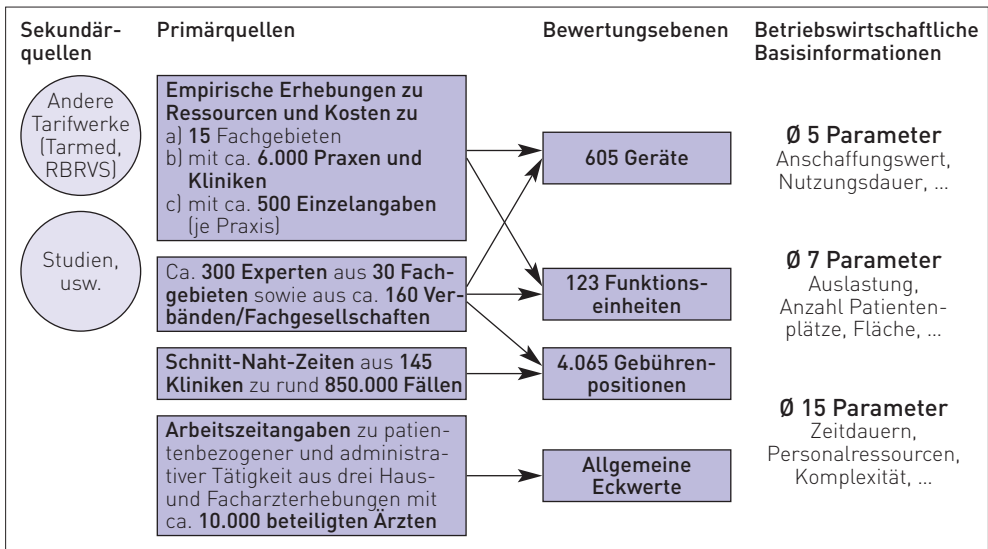 Sekundär-
quellen
Andere
Tarifwerke
(Tarmed,
RBRVS)
Studien,
usw.
Primärquellen
Empirische Erhebungen zu
Ressourcen und Kosten zu
a) 15 Fachgebieten
b) mit ca. 6.000 Praxen und
Kliniken
c) mit ca. 500 Einzelangaben
(je Praxis)
Ca. 300 Experten aus 30 Fach-
gebieten sowie aus ca. 160 Ver-
bänden/Fachgesellschaften
Schnitt-Naht-Zeiten aus 145
Kliniken zu rund 850.000 Fällen
Arbeitszeitangaben zu patien-
tenbezogener und administra-
tiver Tätigkeit aus drei Haus-
und Facharzterhebungen mit
ca. 10.000 beteiligten Ärzten
Bewertungsebenen
605 Geräte
123 Funktions-
einheiten
4.065 Gebühren-
positionen
Allgemeine
Eckwerte
Betriebswirtschaftliche
Basisinformationen
Ø 5 Parameter
Anschaffungswert,
Nutzungsdauer, ...
Ø 7 Parameter
Auslastung,
Anzahl Patienten-
plätze, Fläche, ...
Ø 15 Parameter
Zeitdauern,
Personalressourcen,
Komplexität, ...